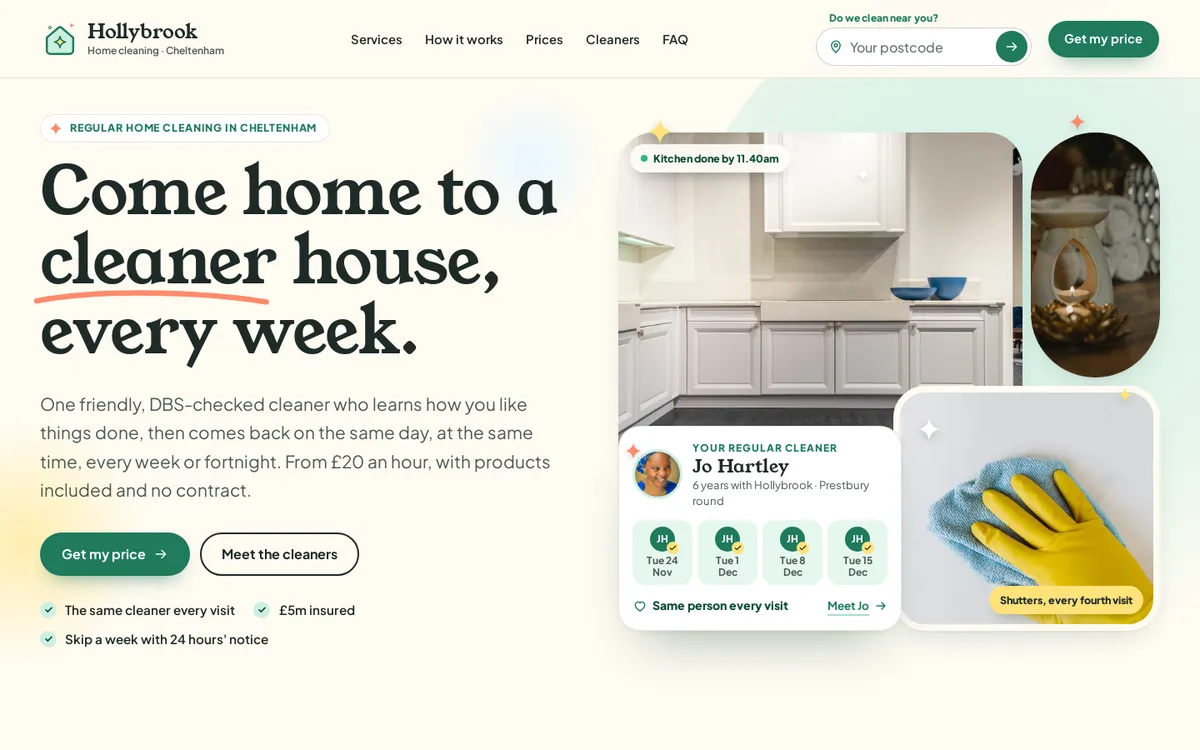 Hollybrook
Home cleaning · Cheltenham
Services
How it works
Prices
Cleaners
FAQ
Do we clean near you?
Your postcode
Get my price
REGULAR HOME CLEANING IN CHELTENHAM
Come home to a
cleaner house,
every week.
One friendly, DBS-checked cleaner who learns how you like
things done, then comes back on the same day, at the same
time, every week or fortnight. From £20 an hour, with products
included and no contract.
Get my price
Meet the cleaners
The same cleaner every visit
£5m insured
Skip a week with 24 hours' notice
Kitchen done by 11.40am
YOUR REGULAR CLEANER
Jo Hartley
6 years with Hollybrook · Prestbury
round
JH
Tue 24
Nov
JH
Tue 1
Dec
JH
Tue 8
Dec
JH
Tue 15
Dec
Same person every visit
Meet Jo
Shutters, every fourth visit